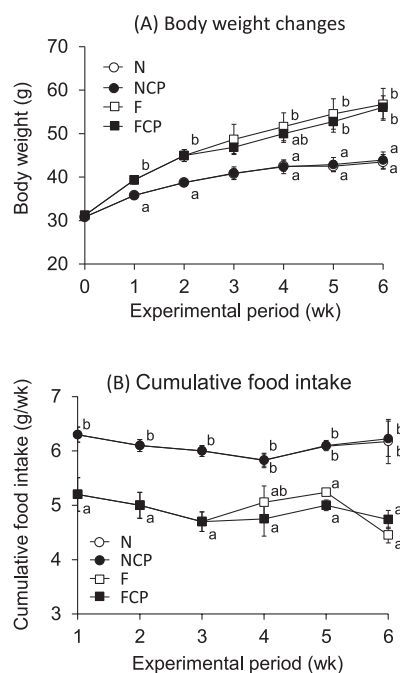 (A) Body weight changes
Body weight (g)
70
60
50
40
30
20
N
NCP
F
FCP
b b b b b
ab b b
a a a
a a a a a
0 1 2 3 4 5 6
Experimental period (wk)
(B) Cumulative food intake
Cumulative food intake (g/wk)
7
6
5
4
3
b b b b b b
b b b
ab a a
a a a a a a
N
NCP
F
FCP
1 2 3 4 5 6
Experimental period (wk)